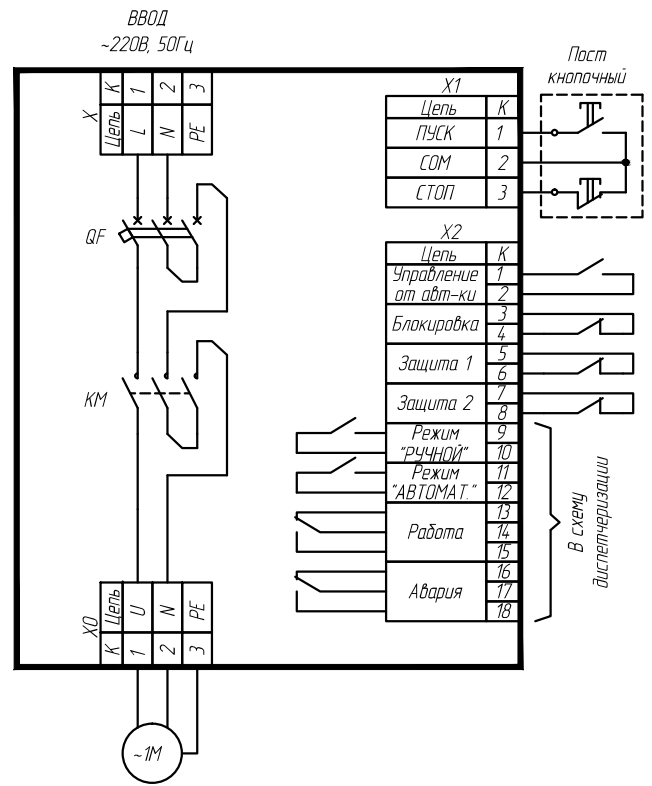 ВВОД
~220В, 50Гц
X
К 1 2 3
Цепь L N PE
QF
КМ
X0
Цепь U N PE
К 1 2 3
~1М
X1
Цепь К
ПУСК 1
СОМ 2
СТОП 3
Пост
кнопочный
X2
Цепь К
Управление 1
от авт-ки 2
Блокировка 3
4
Защита 1 5
6
Защита 2 7
8
Режим 9
"РУЧНОЙ" 10
Режим 11
"АВТОМАТ." 12
13
Работа 14
15
16
Авария 17
18
В схему
диспетчеризации